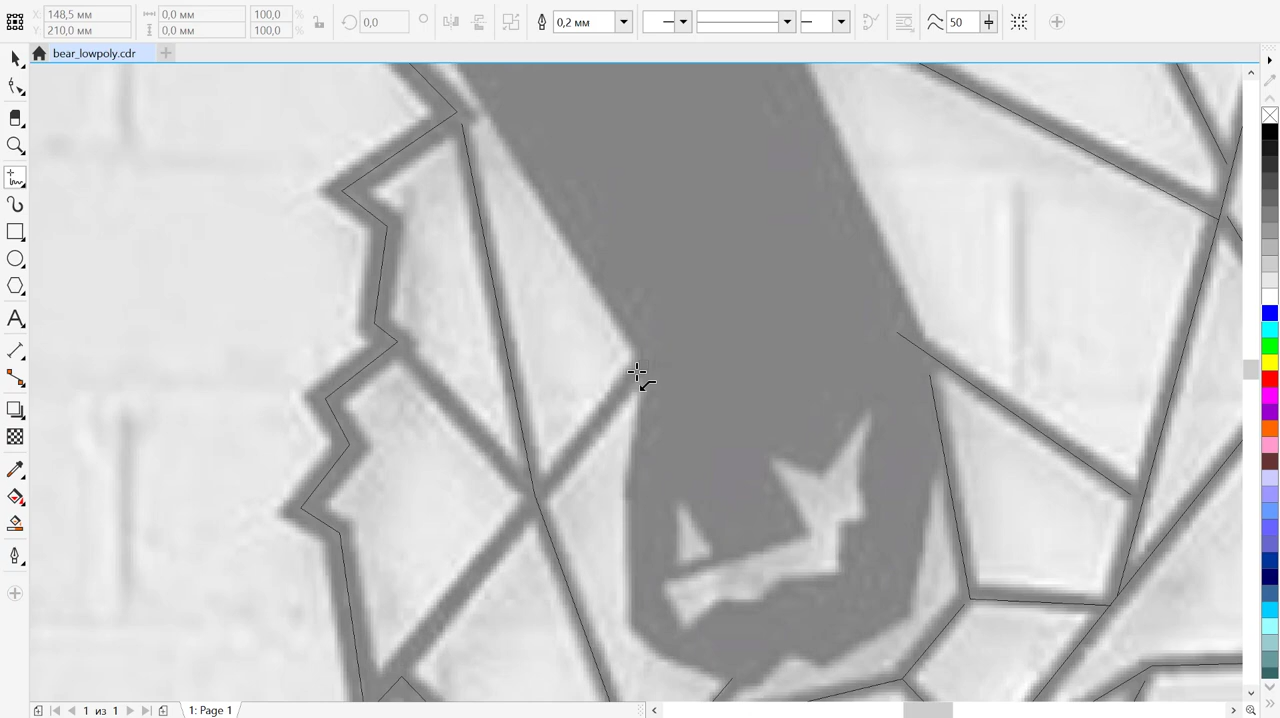 X: 148,5 мм 0,0 мм 100,0 %
Y: 210,0 мм 0,0 мм 100,0 %
0,0
0,2 мм
50
bear_lowpoly.cdr
1 из 1
1: Page 1